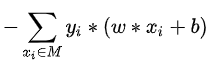 $-\sum_{x_i \in M} y_i * (w * x_i + b)$